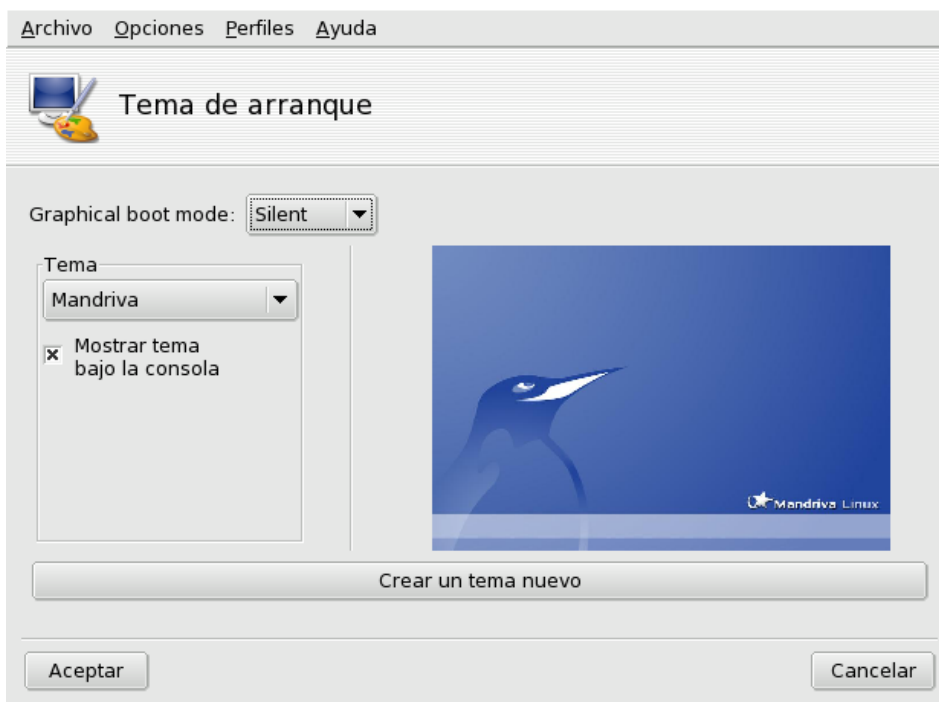 Archivo Opciones Perfiles Ayuda
Tema de arranque
Graphical boot mode: Silent
Tema
Mandriva
Mostrar tema
bajo la consola
Mandriva Linux
Crear un tema nuevo
Aceptar Cancelar